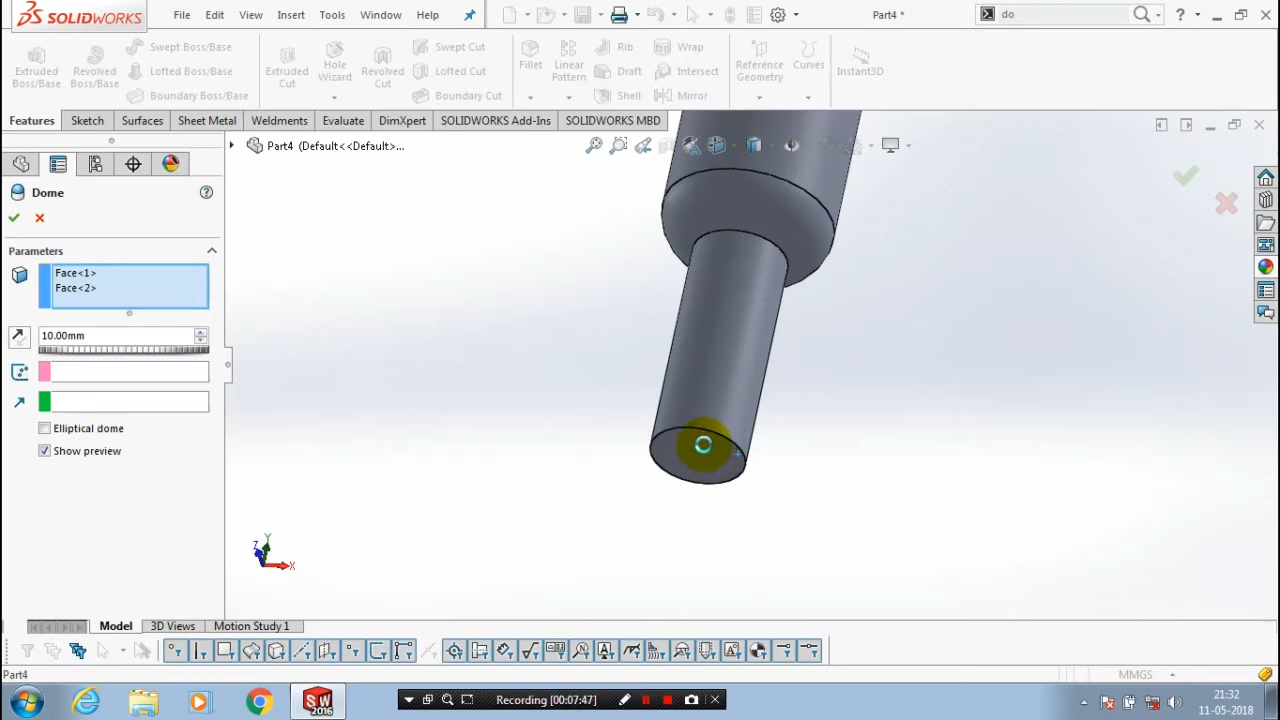 SOLIDWORKS File Edit View Insert Tools Window Help Part4 * do ?
Extruded Boss/Base
Revolved Boss/Base
Swept Boss/Base
Lofted Boss/Base
Boundary Boss/Base
Extruded Cut
Hole Wizard
Revolved Cut
Swept Cut
Lofted Cut
Boundary Cut
Fillet
Linear Pattern
Rib
Draft
Shell
Wrap
Intersect
Mirror
Reference Geometry
Curves
Instant3D
Features Sketch Surfaces Sheet Metal Weldments Evaluate DimXpert SOLIDWORKS Add-Ins SOLIDWORKS MBD
Part4 (Default<<Default>...
Dome ?
Parameters
Face<1>
Face<2>
10.00mm
Elliptical dome
Show preview
Y
Z
X
Model 3D Views Motion Study 1
Part4 MMGS
SW 2016
Recording [00:07:47]
21:32
11-05-2018